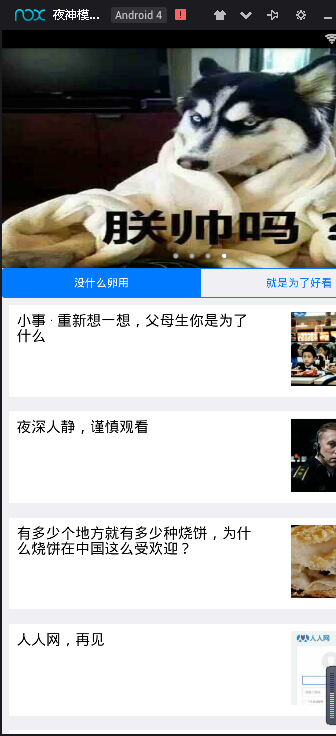 nox 夜神模... Android 4
朕帅吗？
没什么卵用 就是为了好看
小事 · 重新想一想，父母生你是为了
什么
夜深人静，谨慎观看
有多少个地方就有多少种烧饼，为什
么烧饼在中国这么受欢迎？
人人网，再见
人人网